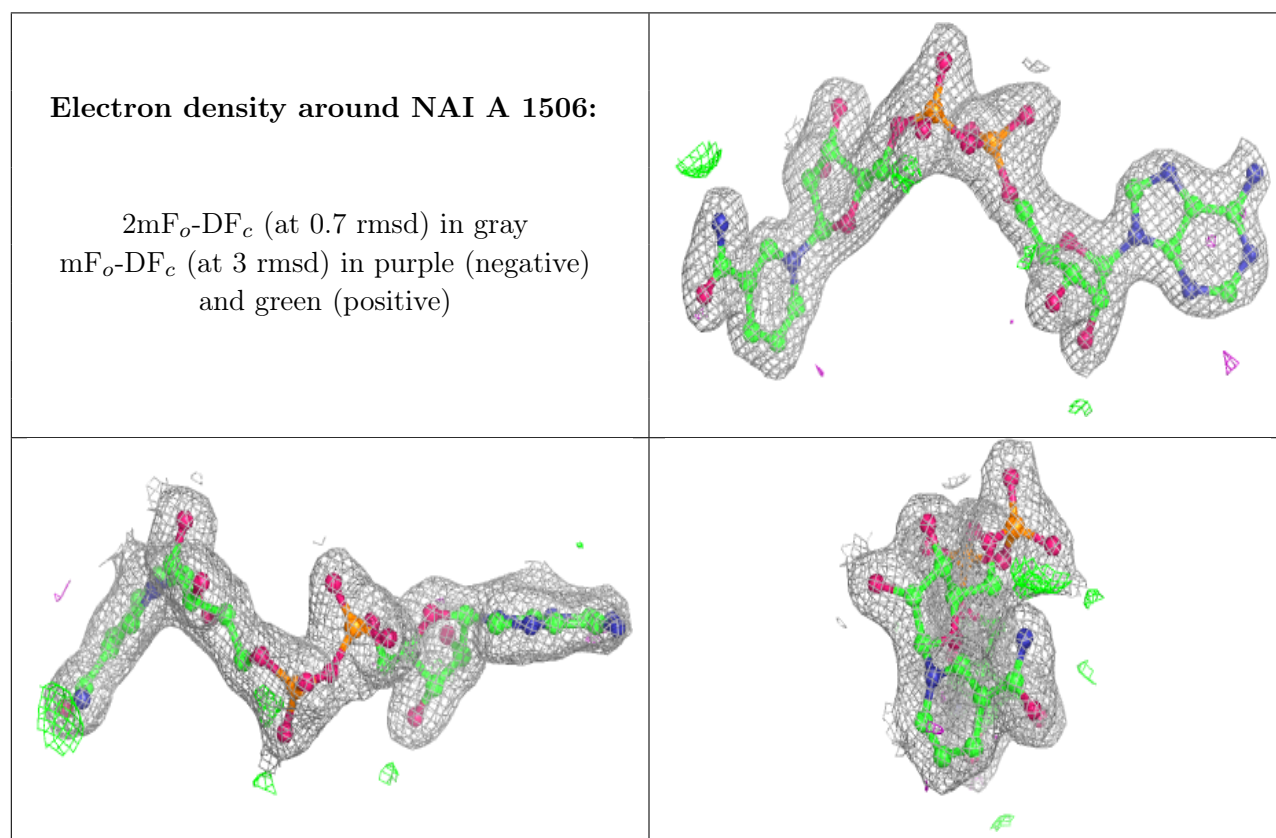 Electron density around NAI A 1506:
2mFo-DFc (at 0.7 rmsd) in gray
mFo-DFc (at 3 rmsd) in purple (negative)
and green (positive)